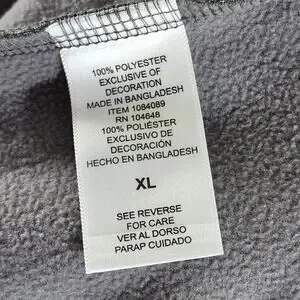 100% POLYESTER
EXCLUSIVE OF
DECORATION
MADE IN BANGLADESH
ITEM 1084089
RN 104648
100% POLIÉSTER
EXCLUSIVO DE
DECORACIÓN
HECHO EN BANGLADESH
XL
SEE REVERSE
FOR CARE
VER AL DORSO
PARAP CUIDADO